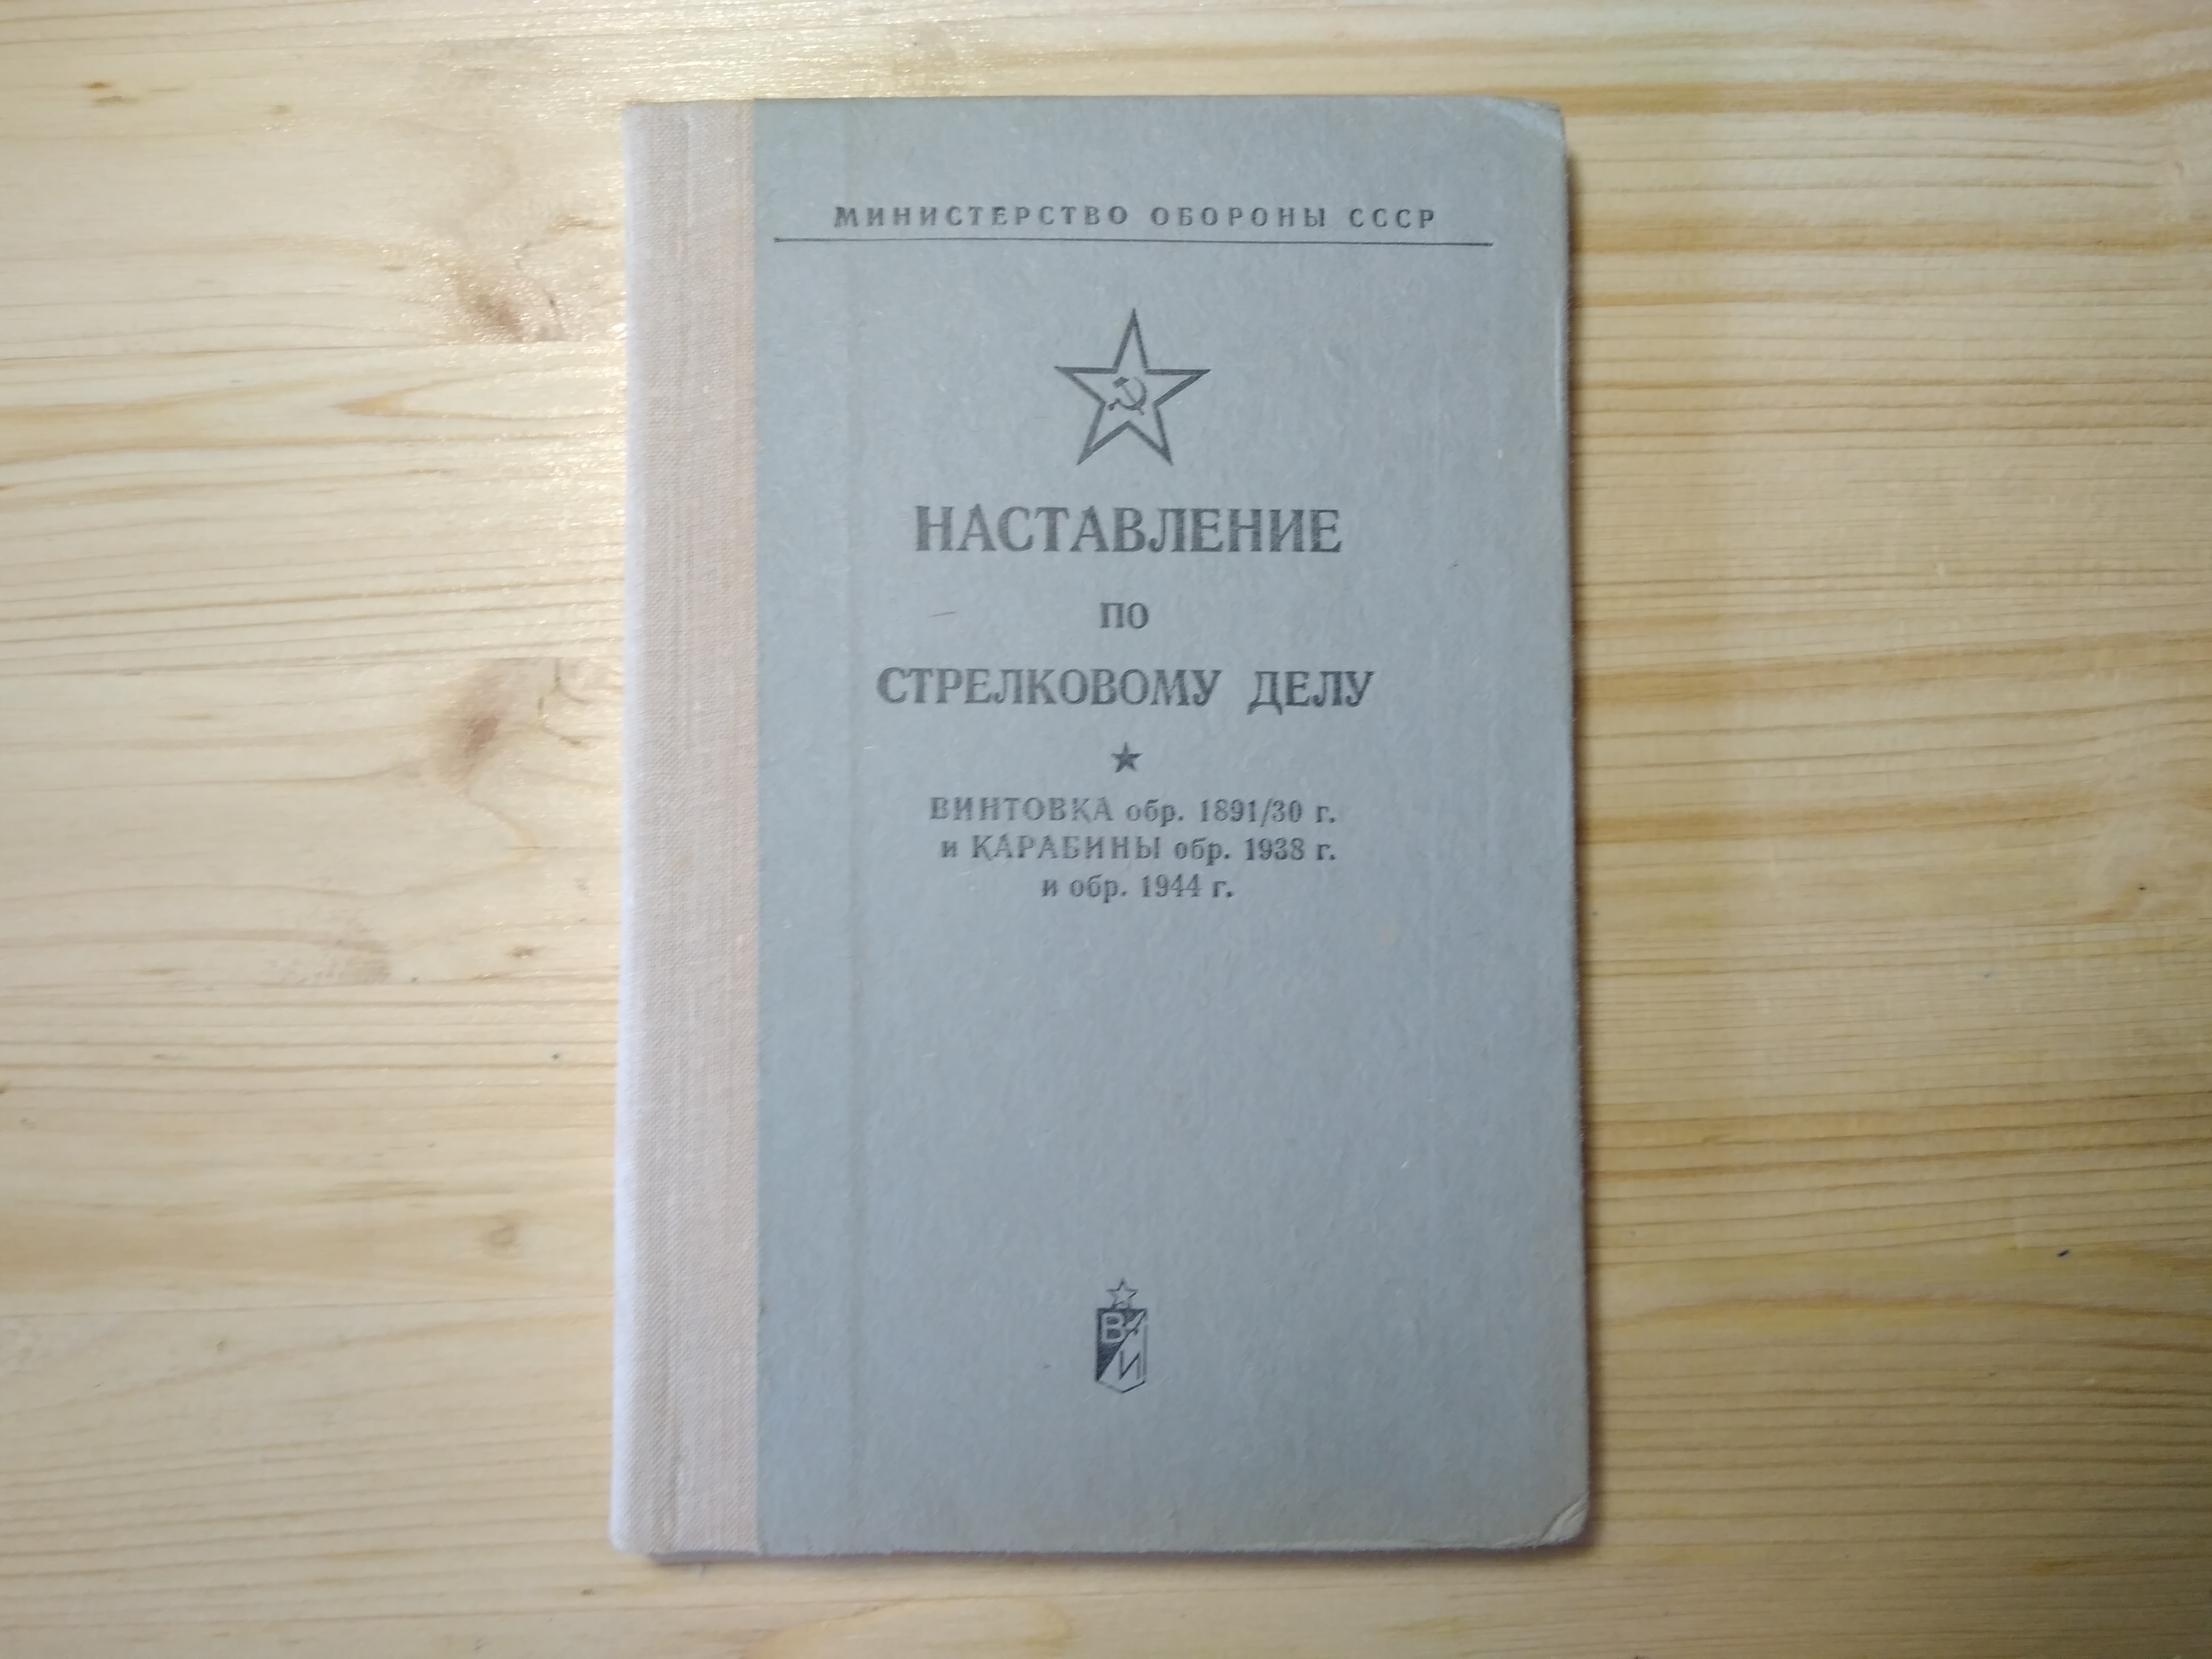 МИНИСТЕРСТВО ОБОРОНЫ СССР
НАСТАВЛЕНИЕ
ПО
СТРЕЛКОВОМУ ДЕЛУ
ВИНТОВКА обр. 1891/30 г.
и КАРАБИНЫ обр. 1938 г.
и обр. 1944 г.
В
И